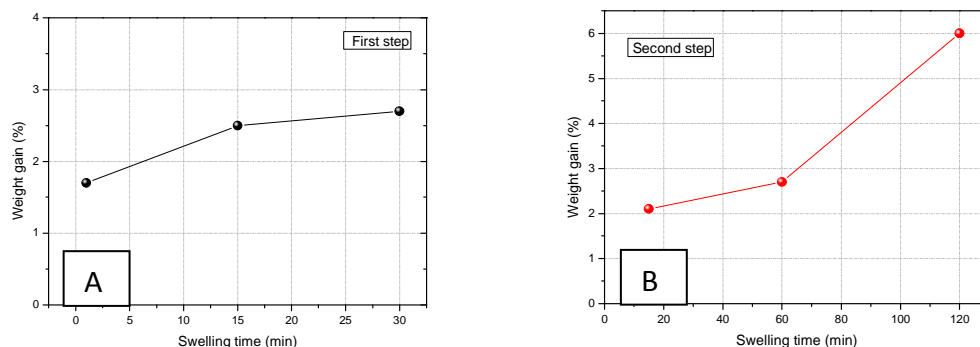 4
3
2
1
0
Weight gain (%)
First step
A
0 5 10 15 20 25 30
Swelling time (min)
6
5
4
3
2
1
0
Weight gain (%)
Second step
B
0 20 40 60 80 100 120
Swelling time (min)